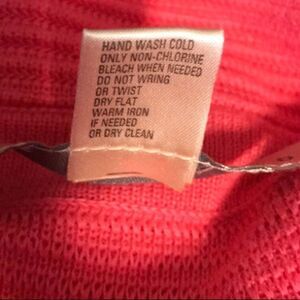 HAND WASH COLD
ONLY NON-CHLORINE
BLEACH WHEN NEEDED
DO NOT WRING
OR TWIST
DRY FLAT
WARM IRON
IF NEEDED
OR DRY CLEAN